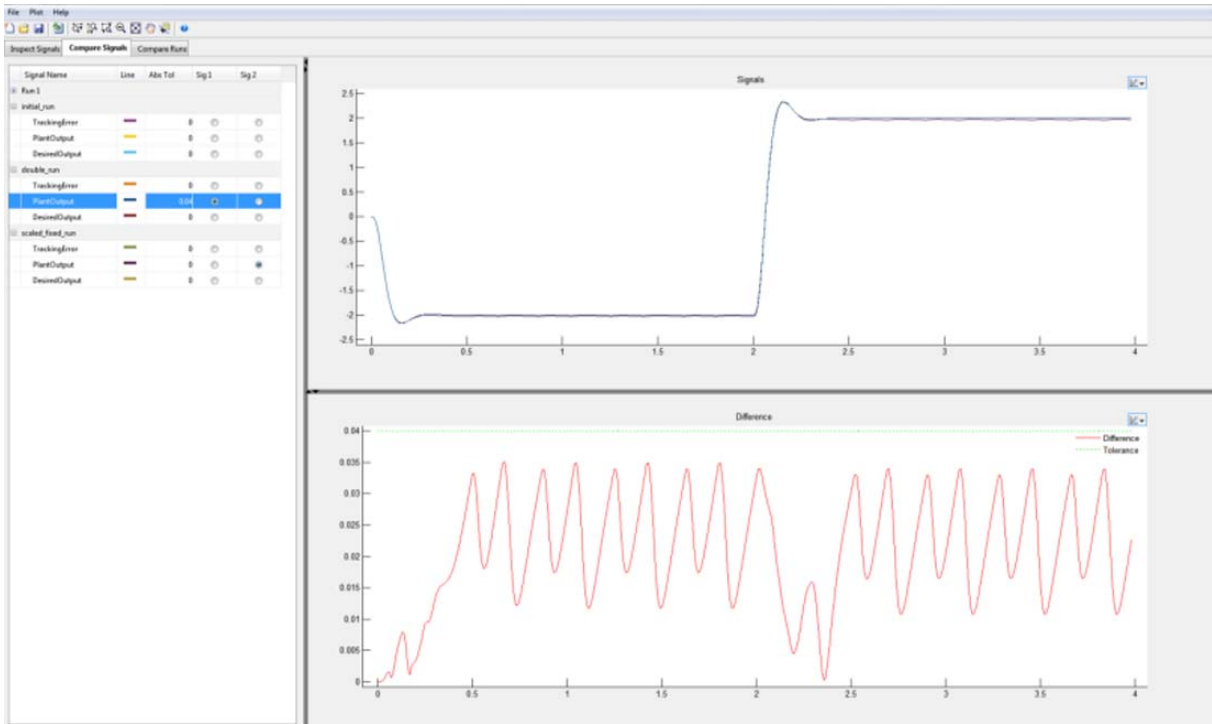 File Plot Help
Inspect Signals Compare Signals Compare Runs
Signal Name Line Abs Tol Sig 1 Sig 2
Run 1
initial_run
TrackingError 0
PlantOutput 0
DesiredOutput 0
double_run
TrackingError 0
PlantOutput 0.04
DesiredOutput 0
scaled_fixed_run
TrackingError 0
PlantOutput 0
DesiredOutput 0
Signals
2.5
2
1.5
1
0.5
0
-0.5
-1
-1.5
-2
-2.5
0 0.5 1 1.5 2 2.5 3 3.5 4
Difference
0.04
Difference
Tolerance
0.035
0.03
0.025
0.02
0.015
0.01
0.005
0
0 0.5 1 1.5 2 2.5 3 3.5 4